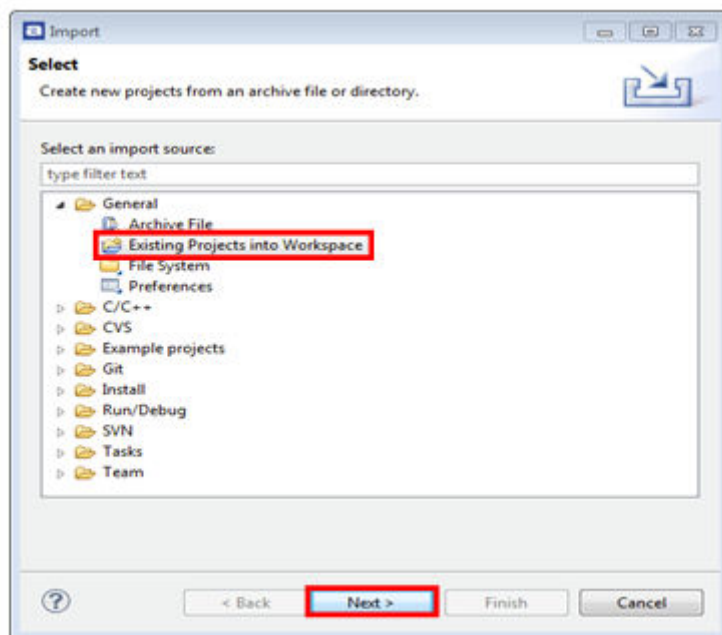 Import
Select
Create new projects from an archive file or directory.
Select an import source:
type filter text
General
Archive File
Existing Projects into Workspace
File System
Preferences
C/C++
CVS
Example projects
Git
Install
Run/Debug
SVN
Tasks
Team
? < Back Next > Finish Cancel